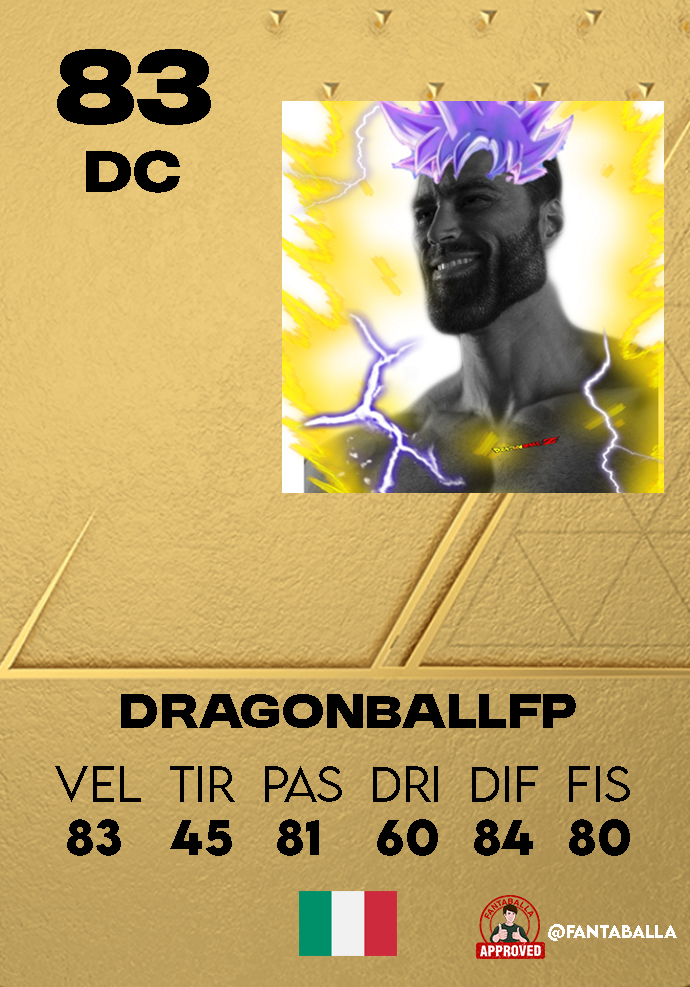 83
DC
DRAGONBALLFP
VEL TIR PAS DRI DIF FIS
83 45 81 60 84 80
FANTABALLA
APPROVED
@FANTABALLA